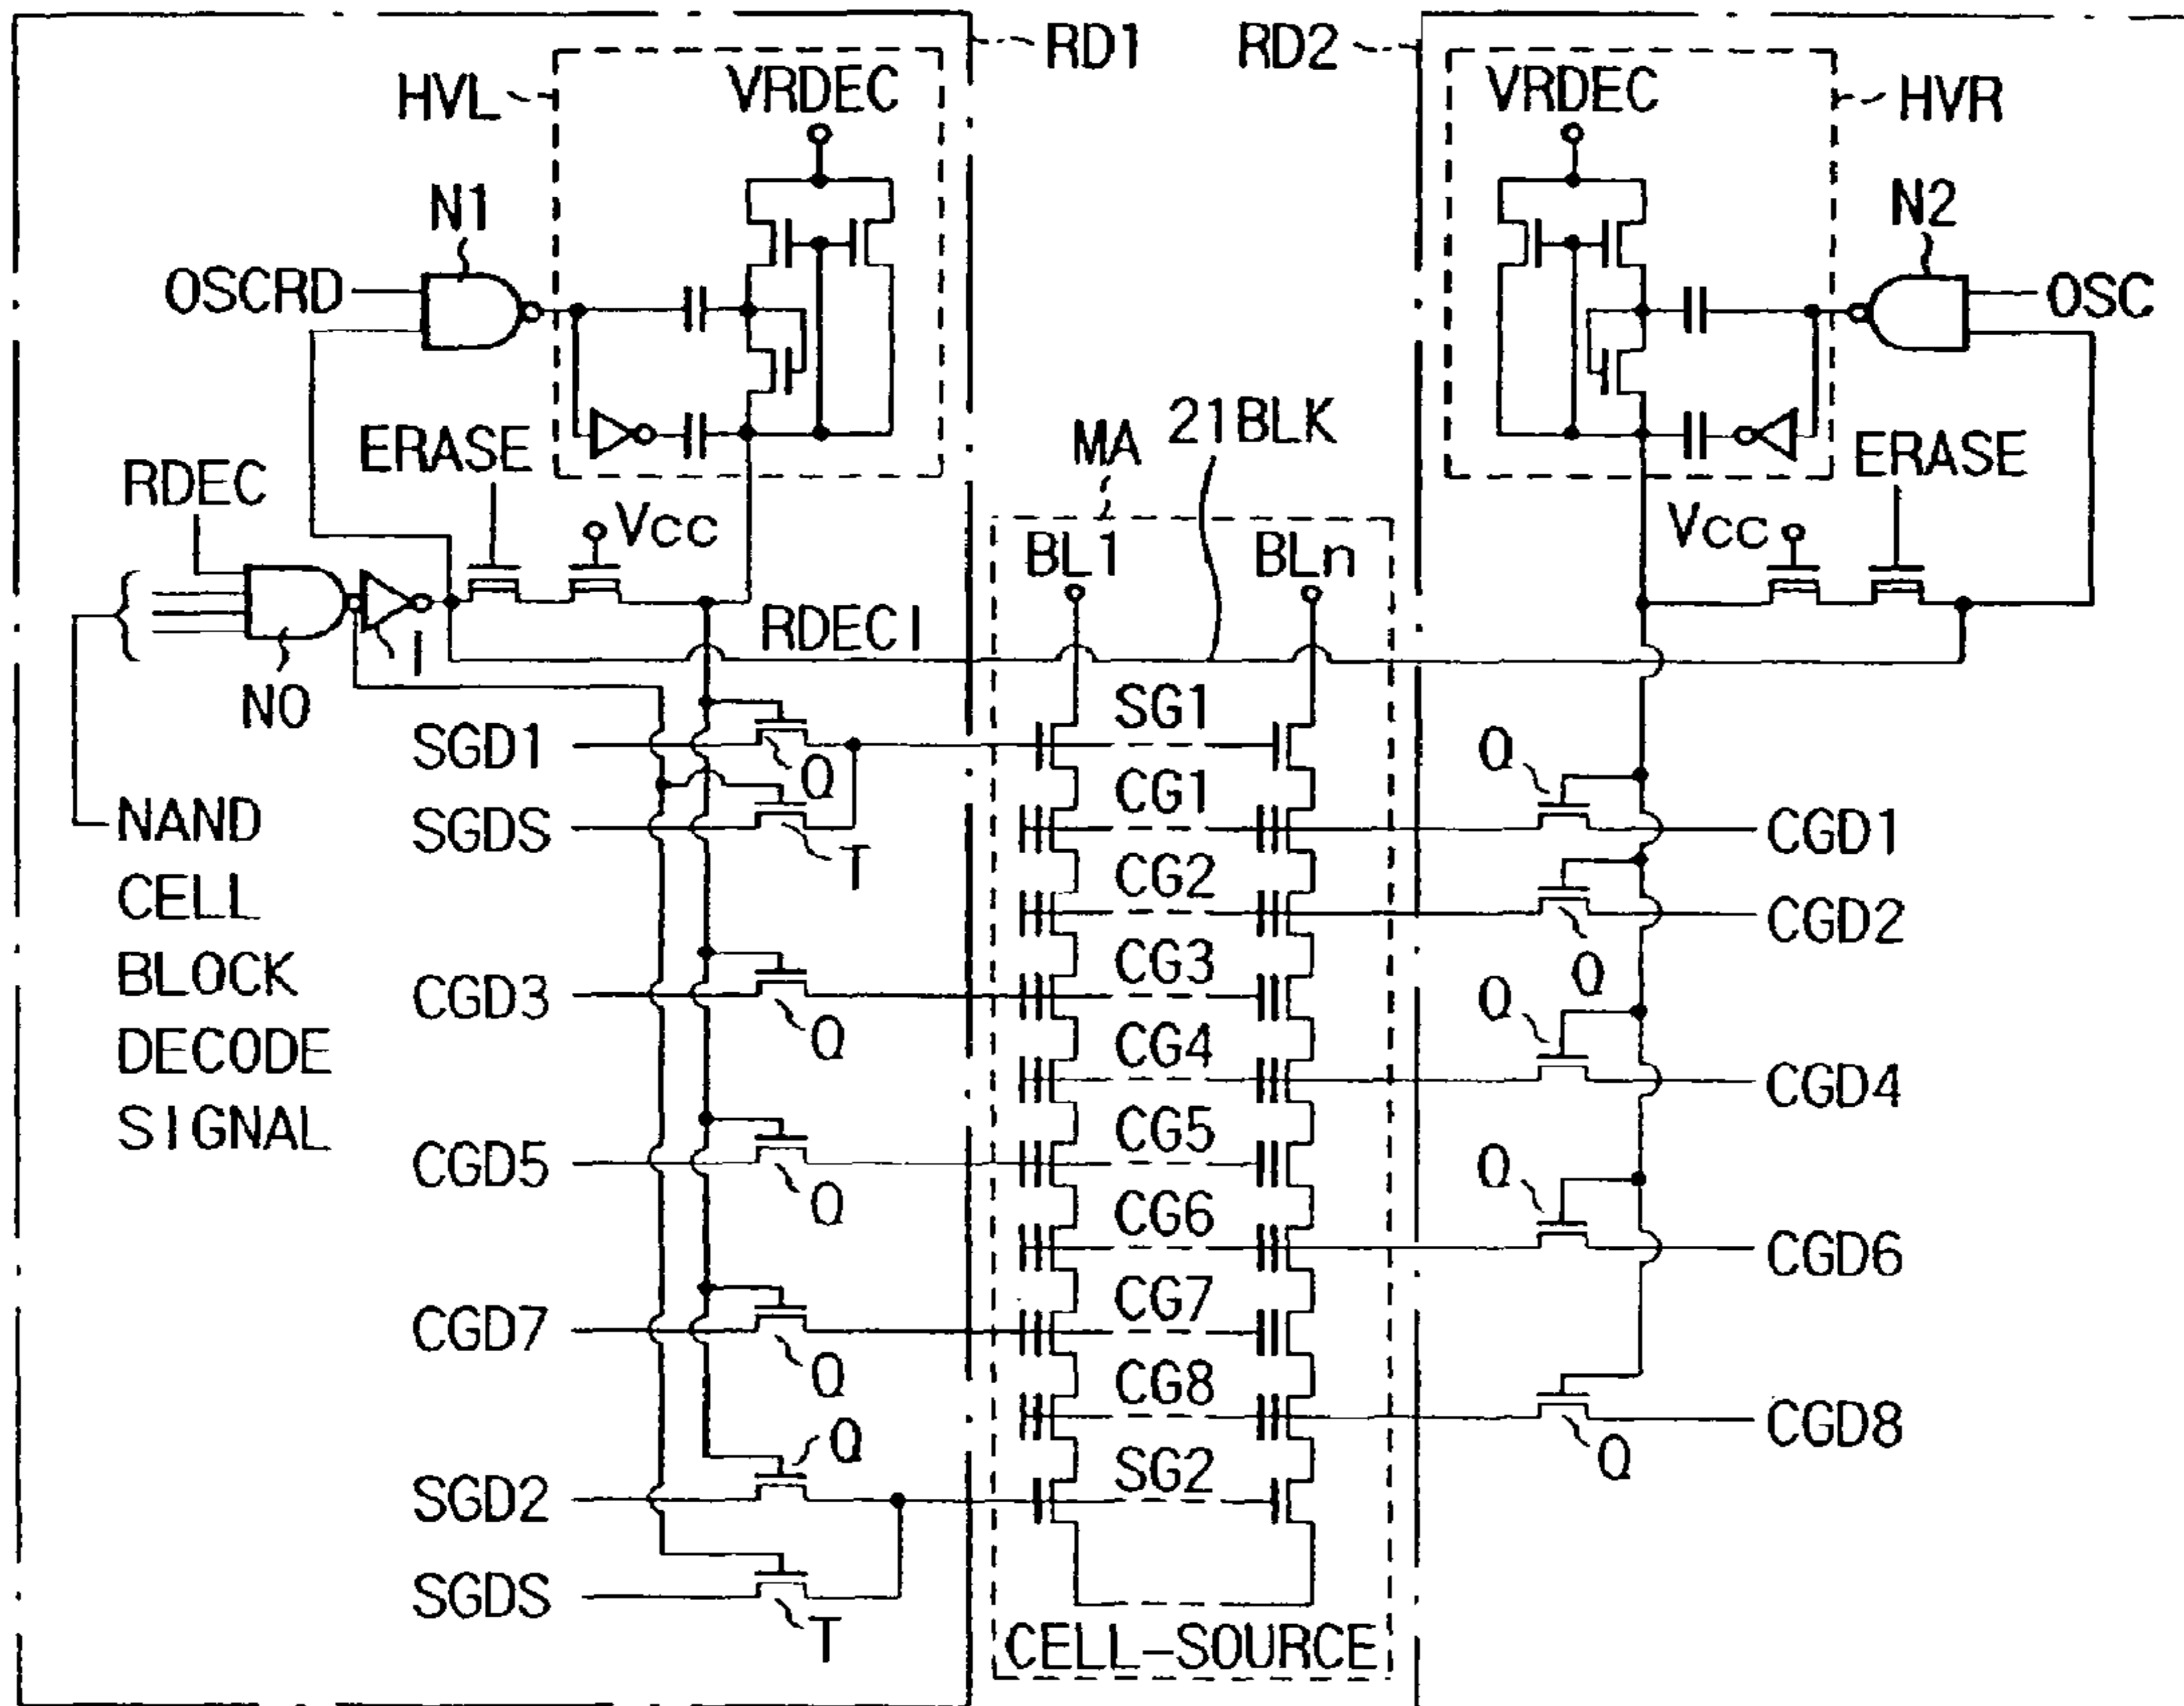 RD1
RD2
HVL
VRDEC
VRDEC
HVR
N1
N2
OSCRD
OSC
ERASE
MA
21BLK
ERASE
RDEC
Vcc
Vcc
BL1
BLn
RDECI
I
N0
SG1
SGD1
Q
Q
CG1
NAND
CELL
BLOCK
DECODE
SIGNAL
SGDS
T
CGD1
CG2
CGD2
Q
CG3
CGD3
Q
Q
CG4
CGD4
CG5
CGD5
Q
Q
CG6
CGD6
CG7
CGD7
Q
CG8
CGD8
Q
Q
SG2
SGD2
SGDS
T
CELL-SOURCE